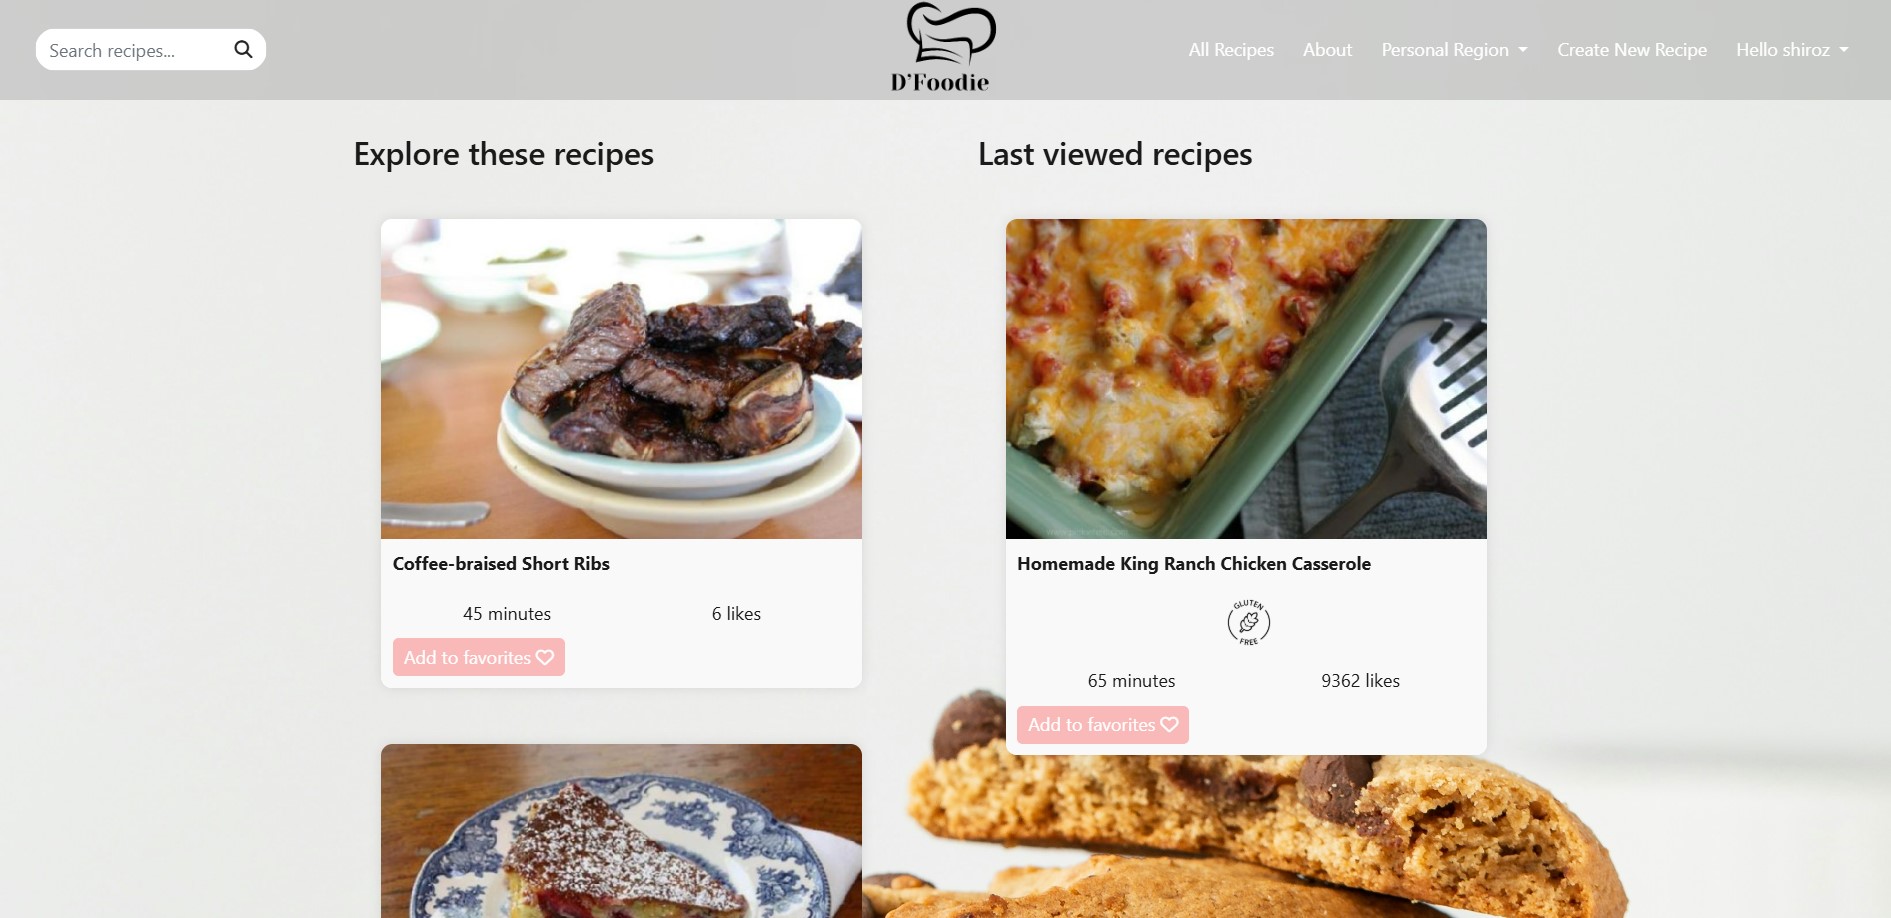 Search recipes...
D'Foodie
All Recipes
About
Personal Region
Create New Recipe
Hello shiroz
Explore these recipes
Coffee-braised Short Ribs
45 minutes
6 likes
Add to favorites
Last viewed recipes
Homemade King Ranch Chicken Casserole
GLUTEN
FREE
65 minutes
9362 likes
Add to favorites